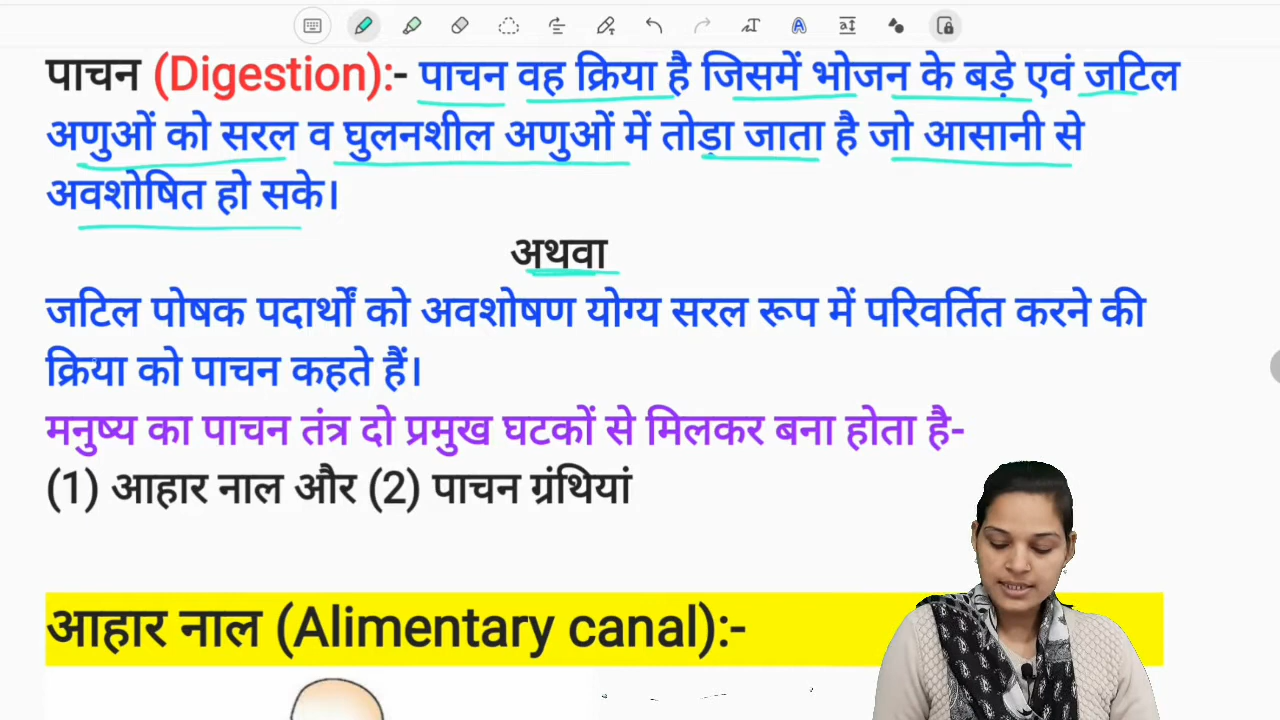 पाचन (Digestion):- पाचन वह क्रिया है जिसमें भोजन के बड़े एवं जटिल
अणुओं को सरल व घुलनशील अणुओं में तोड़ा जाता है जो आसानी से
अवशोषित हो सके।
अथवा
जटिल पोषक पदार्थों को अवशोषण योग्य सरल रूप में परिवर्तित करने की
क्रिया को पाचन कहते हैं।
मनुष्य का पाचन तंत्र दो प्रमुख घटकों से मिलकर बना होता है-
(1) आहार नाल और (2) पाचन ग्रंथियां
आहार नाल (Alimentary canal):-